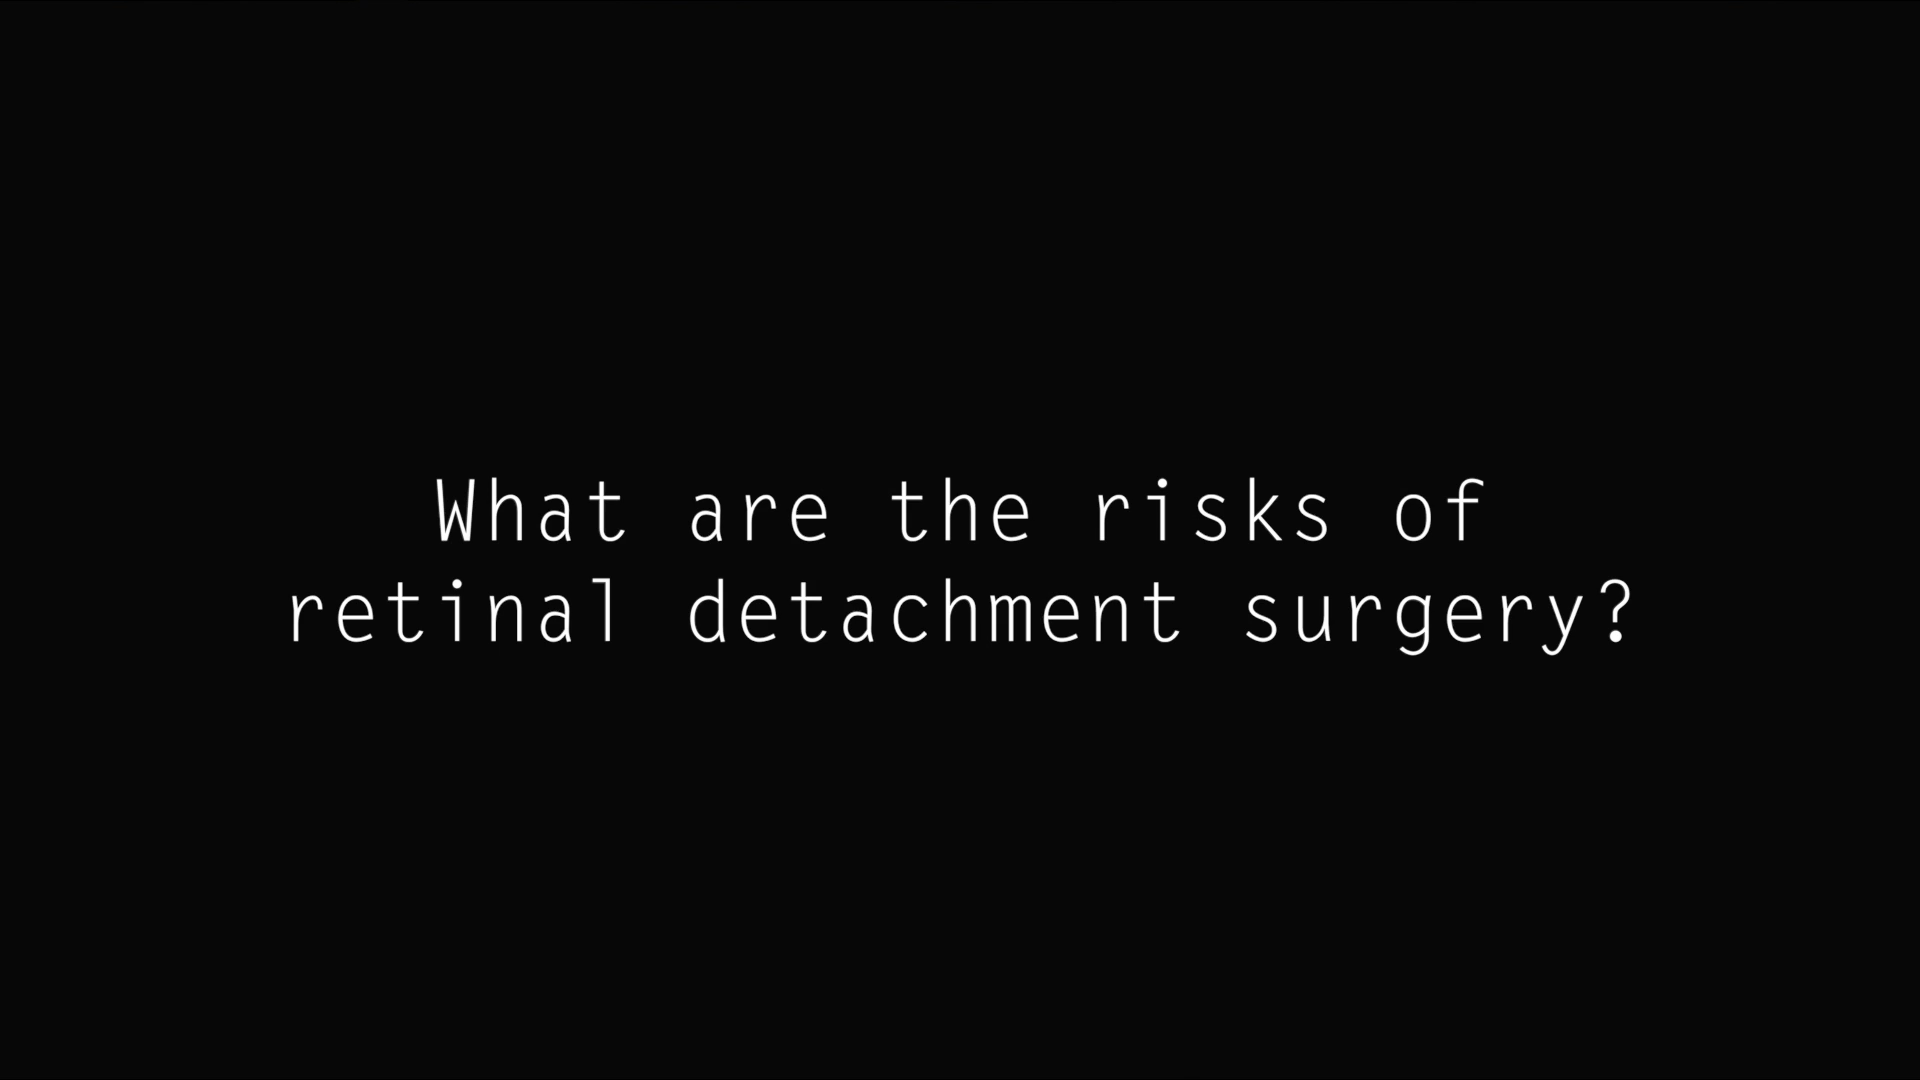 What are the risks of
retinal detachment surgery?